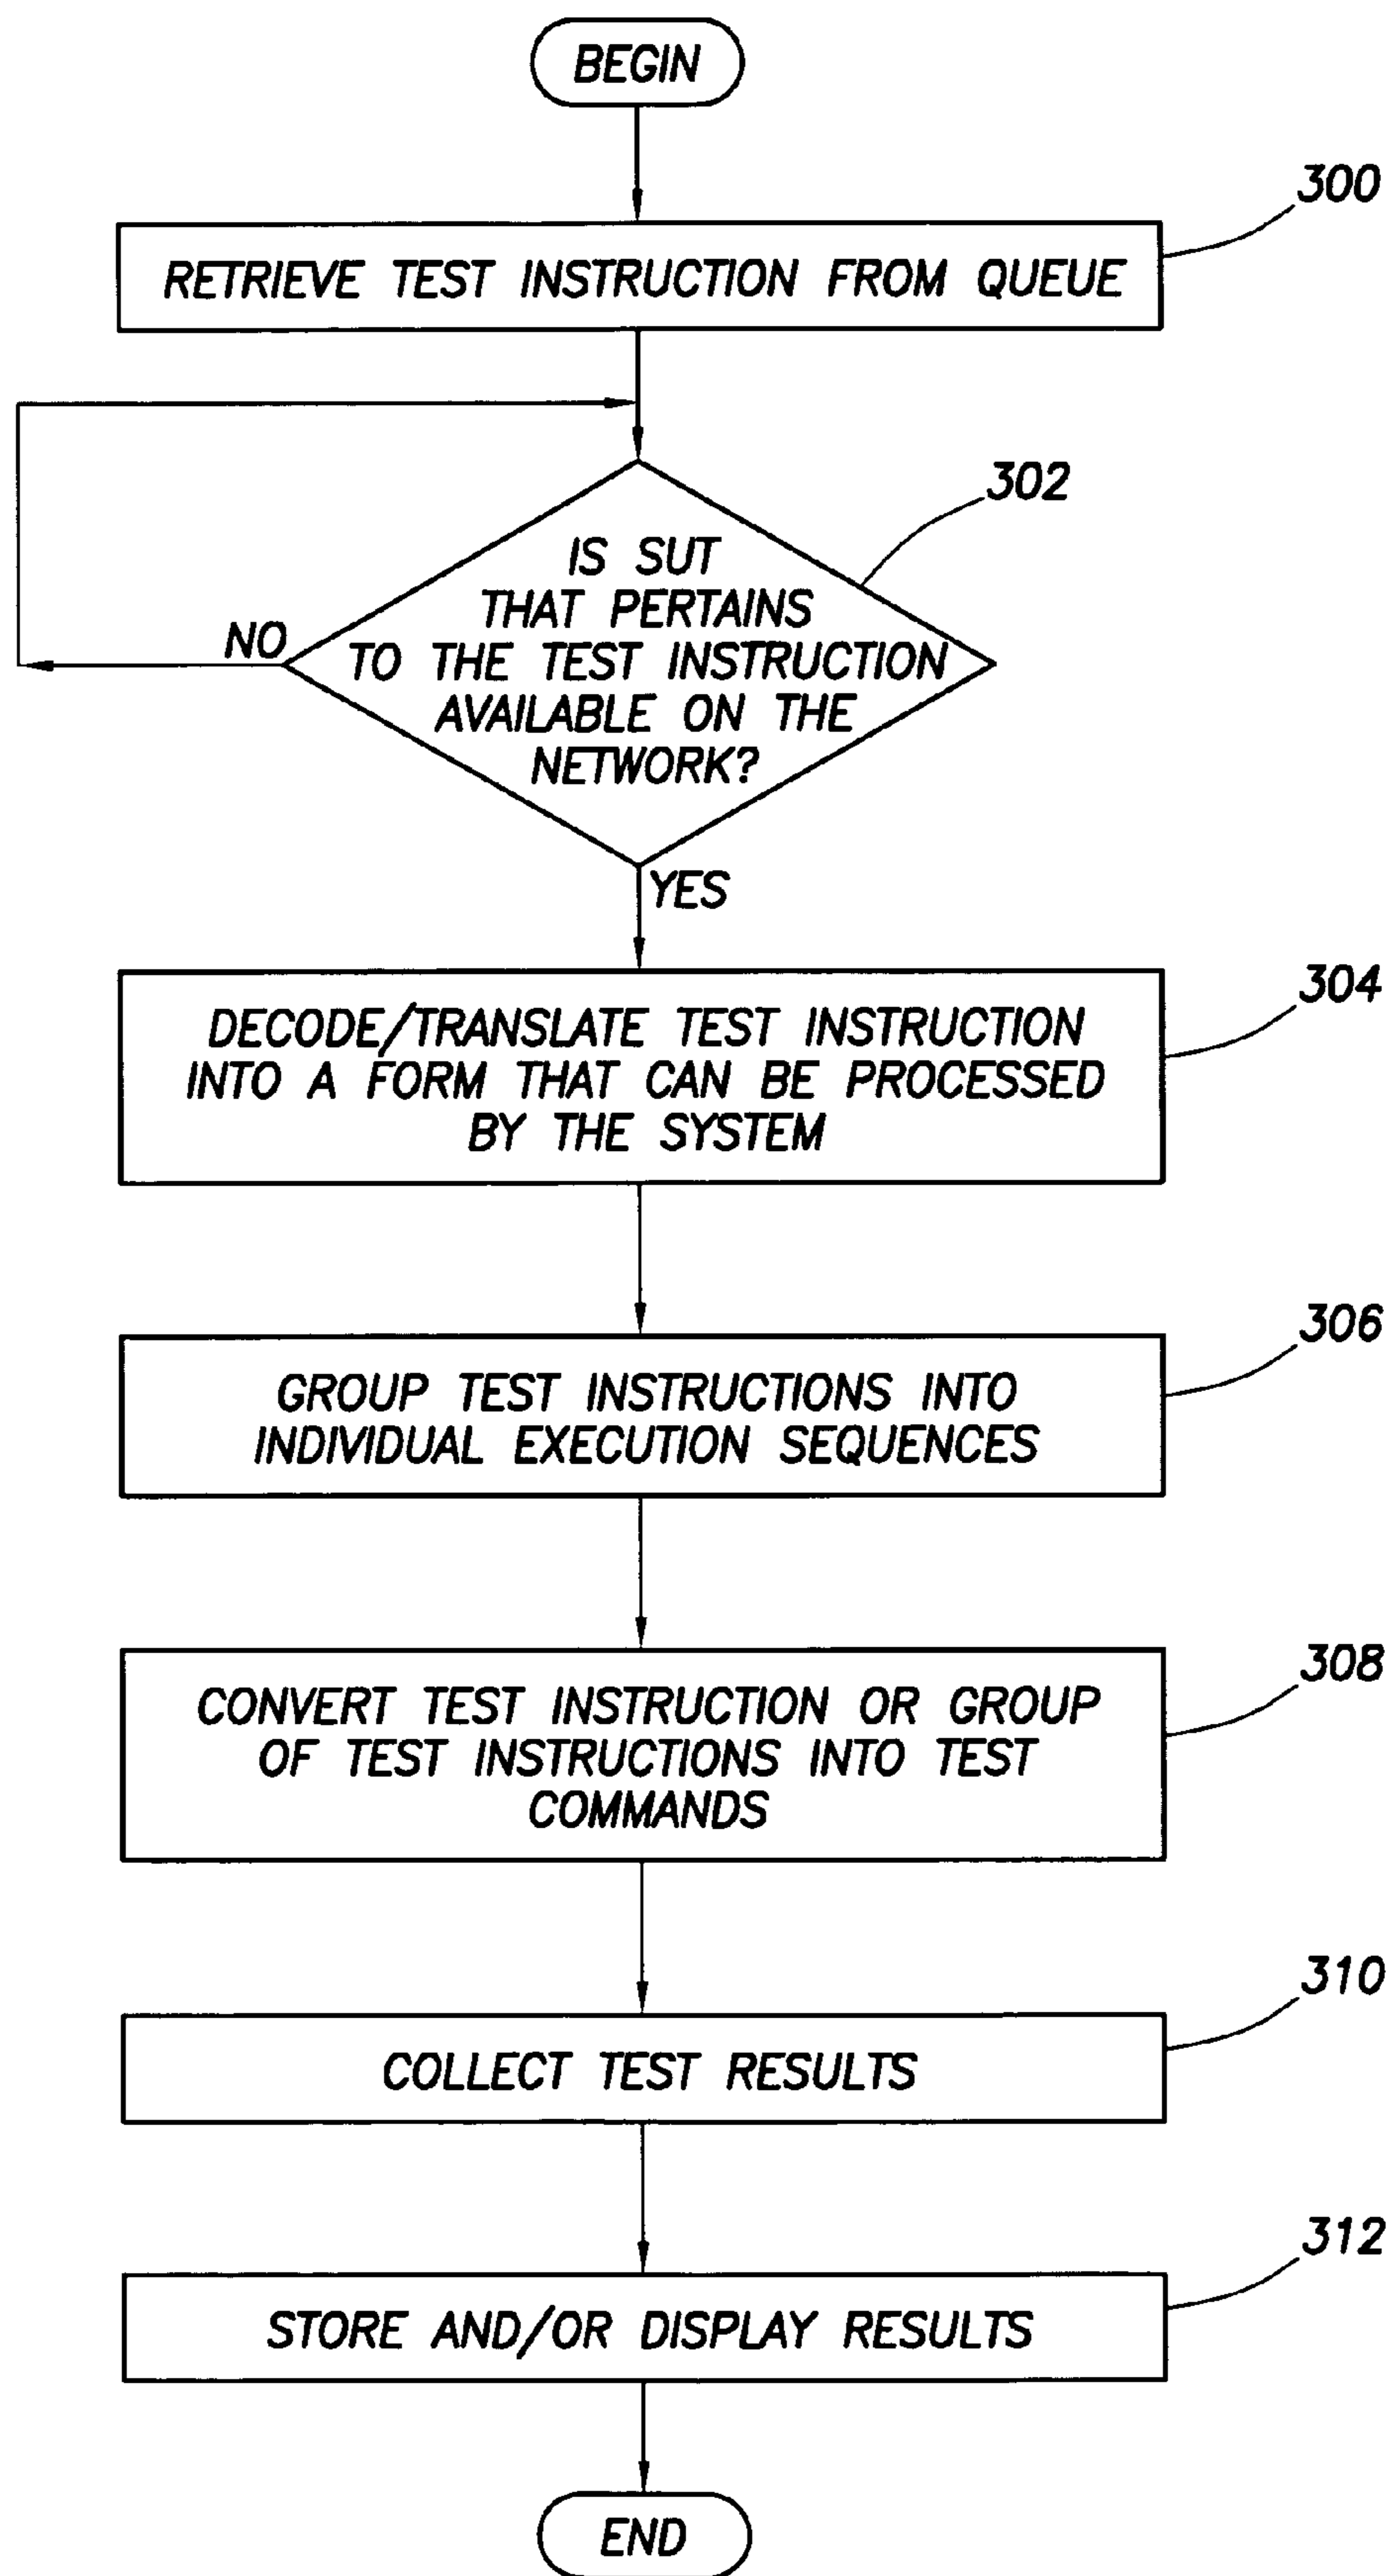 BEGIN
300
RETRIEVE TEST INSTRUCTION FROM QUEUE
302
IS SUT
THAT PERTAINS
TO THE TEST INSTRUCTION
AVAILABLE ON THE
NETWORK?
NO
YES
304
DECODE/TRANSLATE TEST INSTRUCTION
INTO A FORM THAT CAN BE PROCESSED
BY THE SYSTEM
306
GROUP TEST INSTRUCTIONS INTO
INDIVIDUAL EXECUTION SEQUENCES
308
CONVERT TEST INSTRUCTION OR GROUP
OF TEST INSTRUCTIONS INTO TEST
COMMANDS
310
COLLECT TEST RESULTS
312
STORE AND/OR DISPLAY RESULTS
END